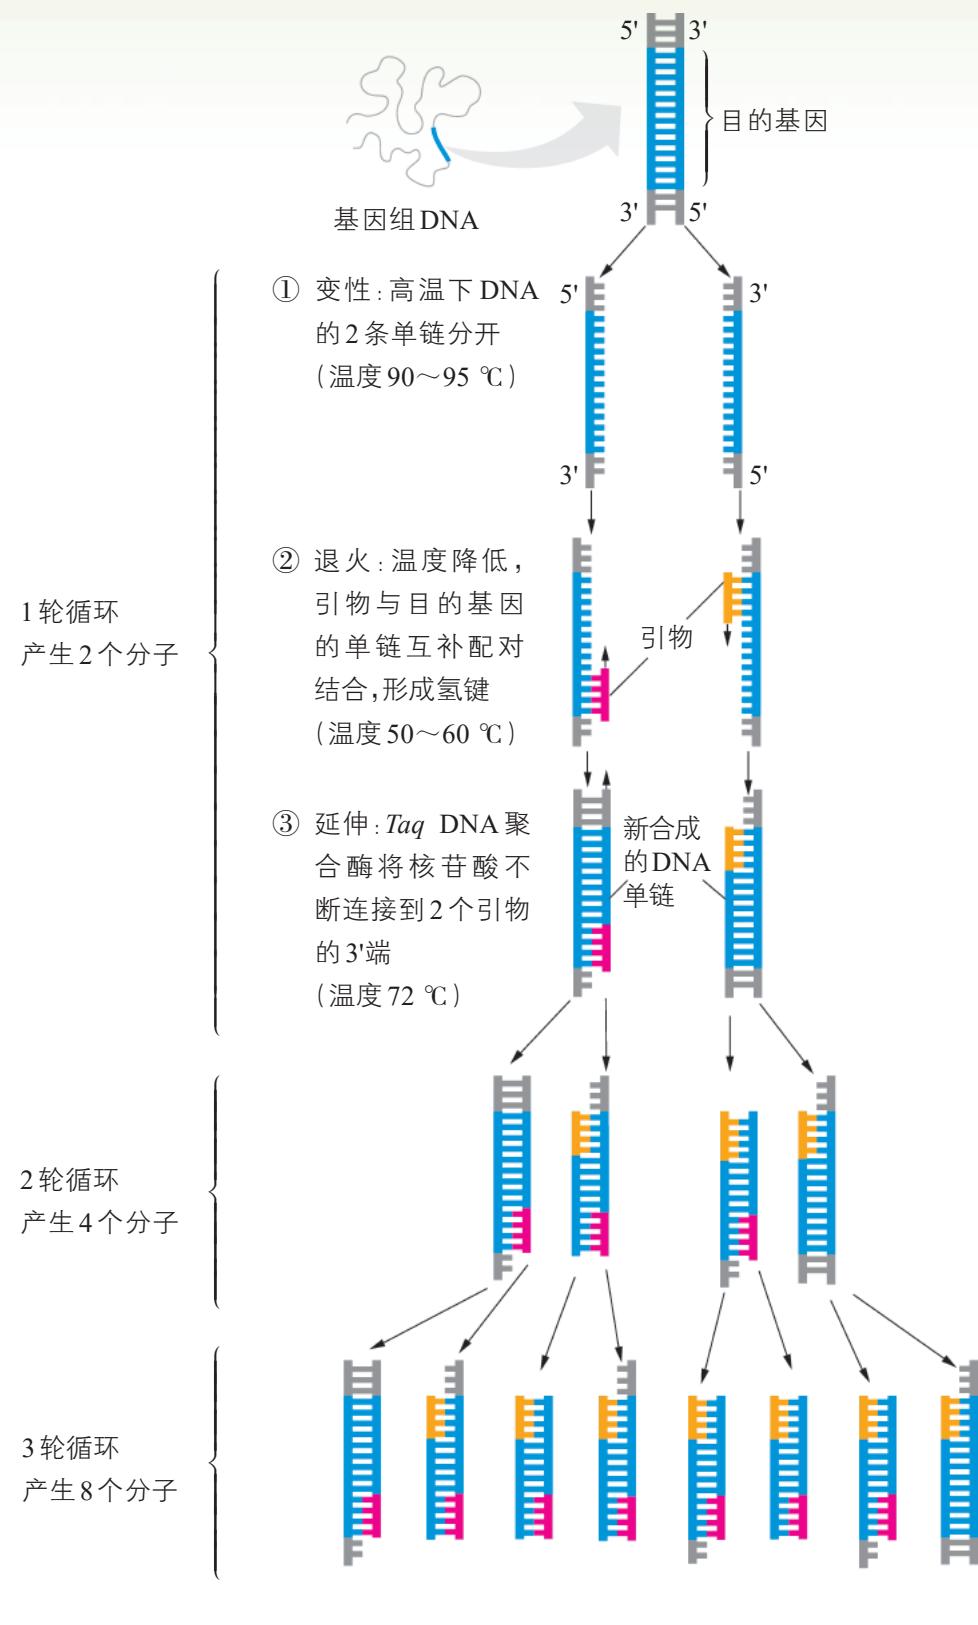 5' 3'
目的基因
3' 5'
基因组DNA
① 变性:高温下DNA
的2条单链分开
(温度90～95 ℃)
5' 3'
3' 5'
② 退火:温度降低,
引物与目的基因
的单链互补配对
结合,形成氢键
(温度50～60 ℃)
引物
1轮循环
产生2个分子
③ 延伸:Taq DNA聚
合酶将核苷酸不
断连接到2个引物
的3'端
(温度72 ℃)
新合成
的DNA
单链
2轮循环
产生4个分子
3轮循环
产生8个分子